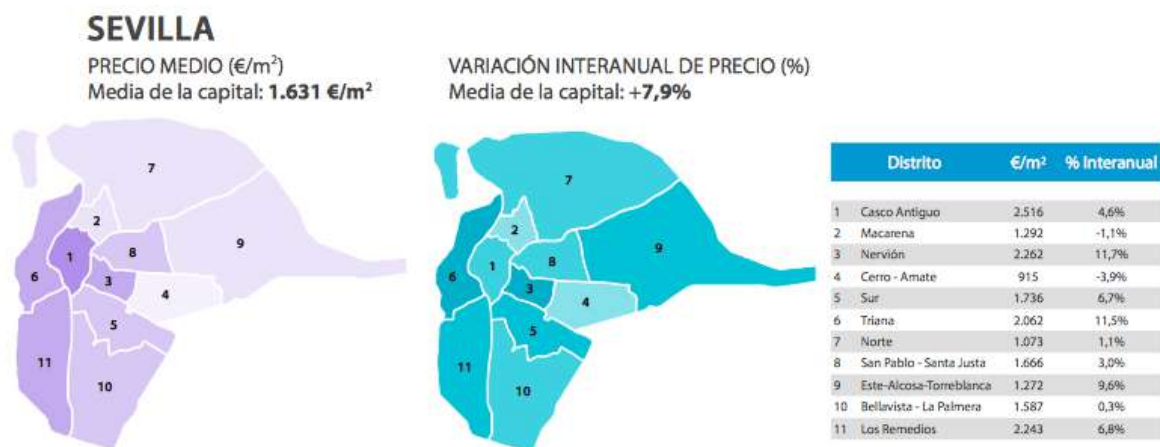 SEVILLA
PRECIO MEDIO (€/m²)
Media de la capital: 1.631 €/m²
VARIACIÓN INTERANUAL DE PRECIO (%)
Media de la capital: +7,9%
7
2
9
8
1
6
3
4
5
11
10
7
2
9
8
1
6
3
4
5
11
10
Distrito €/m² % Interanual
1 Casco Antiguo 2.516 4,6%
2 Macarena 1.292 -1,1%
3 Nervión 2.262 11,7%
4 Cerro - Amate 915 -3,9%
5 Sur 1.736 6,7%
6 Triana 2.062 11,5%
7 Norte 1.073 1,1%
8 San Pablo - Santa Justa 1.666 3,0%
9 Este-Alcosa-Torreblanca 1.272 9,6%
10 Bellavista - La Palmera 1.587 0,3%
11 Los Remedios 2.243 6,8%